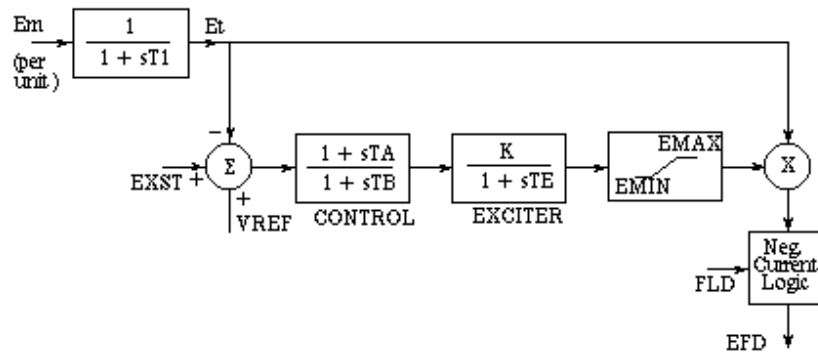 Em
(per unit.)
1
1 + sT1
Et
−
EXST +
Σ
+
VREF
1 + sTA
1 + sTB
CONTROL
K
1 + sTE
EXCITER
EMAX
EMIN
X
FLD
Neg.
Current
Logic
EFD